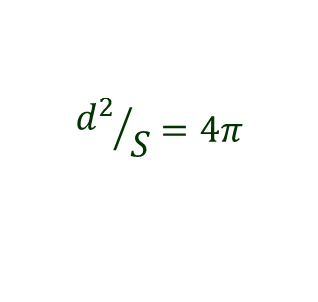 d²/S = 4π